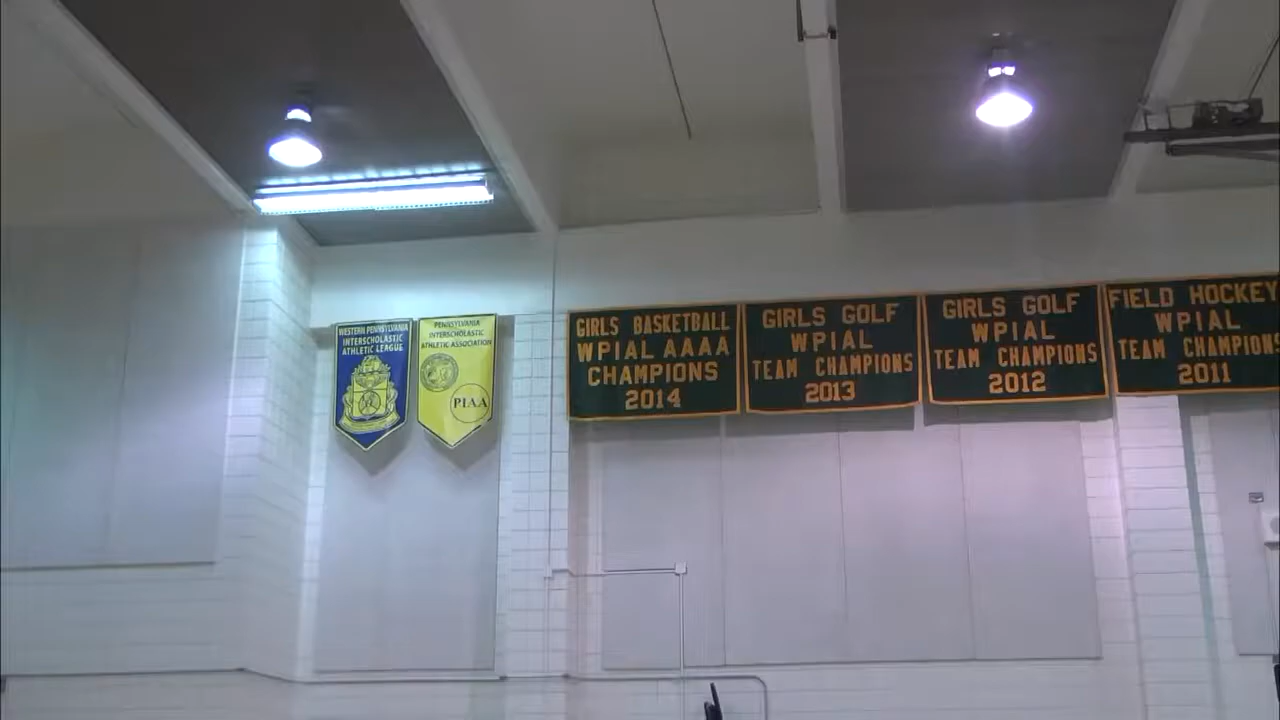 WESTERN PENNSYLVANIA
INTERSCHOLASTIC
ATHLETIC LEAGUE
PENNSYLVANIA
INTERSCHOLASTIC
ATHLETIC ASSOCIATION
PIAA
GIRLS BASKETBALL
WPIAL AAAA
CHAMPIONS
2014
GIRLS GOLF
WPIAL
TEAM CHAMPIONS
2013
GIRLS GOLF
WPIAL
TEAM CHAMPIONS
2012
FIELD HOCKEY
WPIAL
TEAM CHAMPIONS
2011